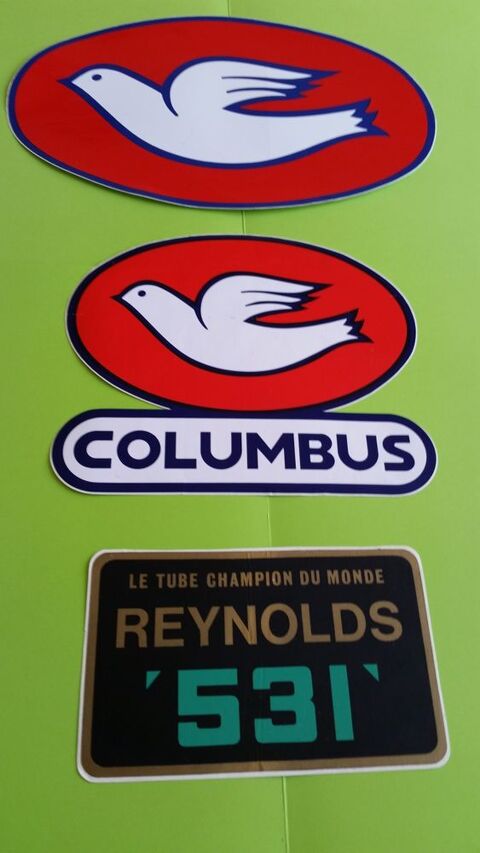 COLUMBUS
LE TUBE CHAMPION DU MONDE
REYNOLDS
'531'